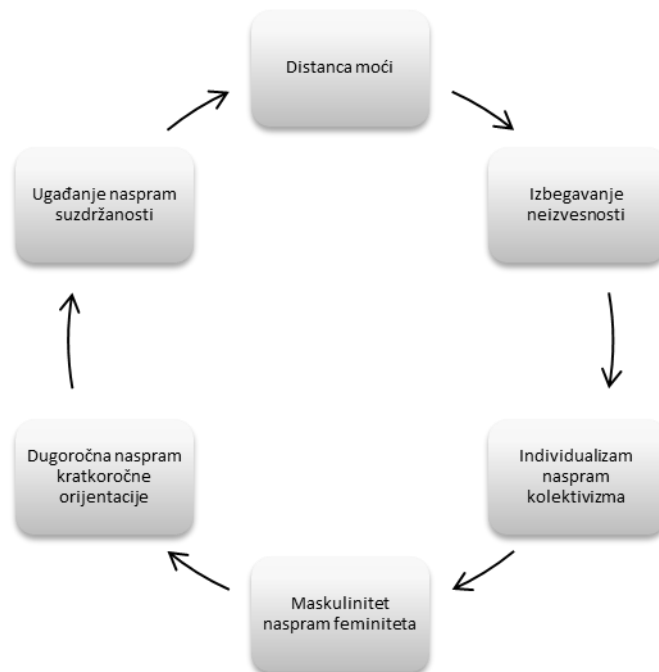 Distanca moći
Izbegavanje
neizvesnosti
Individualizam
naspram
kolektivizma
Maskulinitet
naspram feminiteta
Dugoročna naspram
kratkoročne
orijentacije
Ugađanje naspram
suzdržanosti